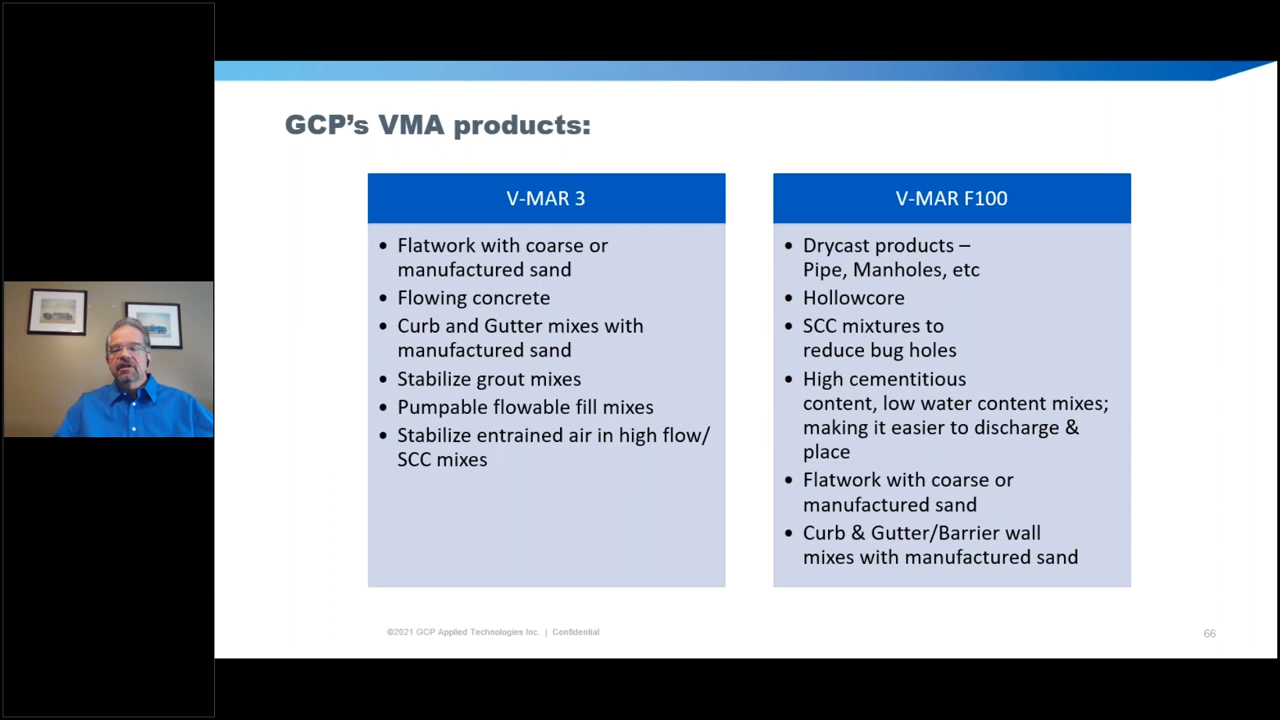 GCP’s VMA products:
V-MAR 3
• Flatwork with coarse or
manufactured sand
• Flowing concrete
• Curb and Gutter mixes with
manufactured sand
• Stabilize grout mixes
• Pumpable flowable fill mixes
• Stabilize entrained air in high flow/
SCC mixes
V-MAR F100
• Drycast products –
Pipe, Manholes, etc
• Hollowcore
• SCC mixtures to
reduce bug holes
• High cementitious
content, low water content mixes;
making it easier to discharge &
place
• Flatwork with coarse or
manufactured sand
• Curb & Gutter/Barrier wall
mixes with manufactured sand
©2021 GCP Applied Technologies Inc. | Confidential
66